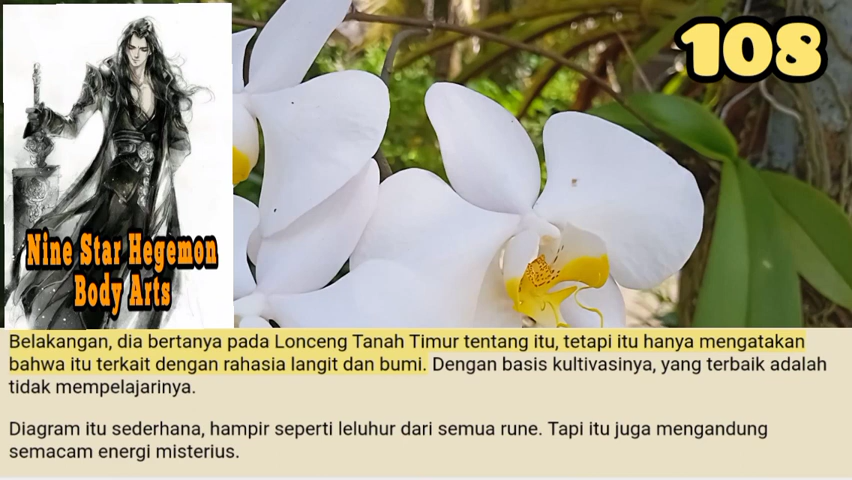 108
Nine Star Hegemon
Body Arts
Belakangan, dia bertanya pada Lonceng Tanah Timur tentang itu, tetapi itu hanya mengatakan
bahwa itu terkait dengan rahasia langit dan bumi. Dengan basis kultivasinya, yang terbaik adalah
tidak mempelajarinya.
Diagram itu sederhana, hampir seperti leluhur dari semua rune. Tapi itu juga mengandung
semacam energi misterius.